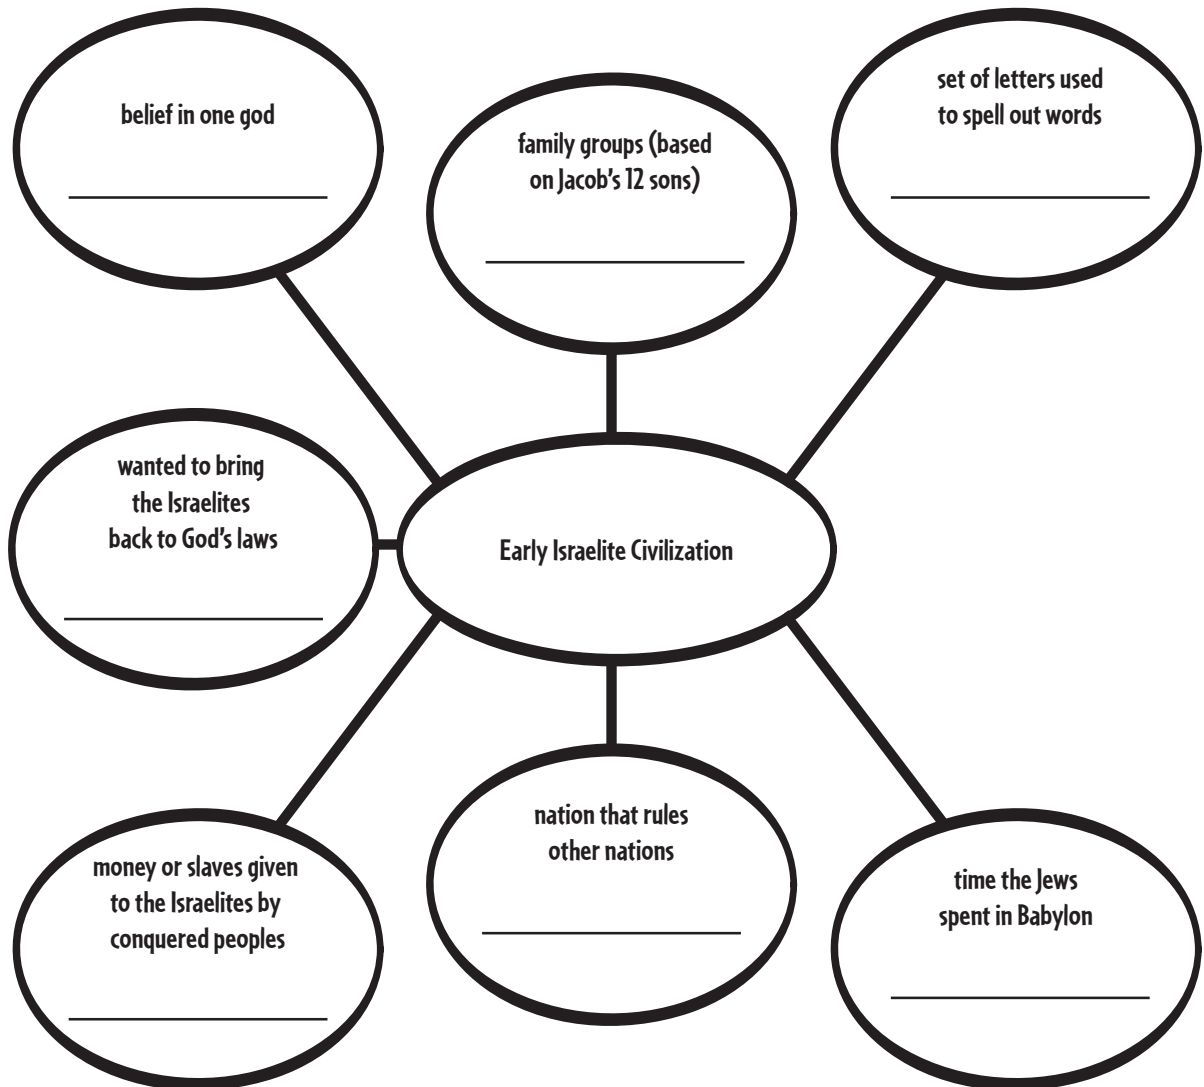 belief in one god
family groups (based
on Jacob's 12 sons)
set of letters used
to spell out words
wanted to bring
the Israelites
back to God's laws
Early Israelite Civilization
money or slaves given
to the Israelites by
conquered peoples
nation that rules
other nations
time the Jews
spent in Babylon